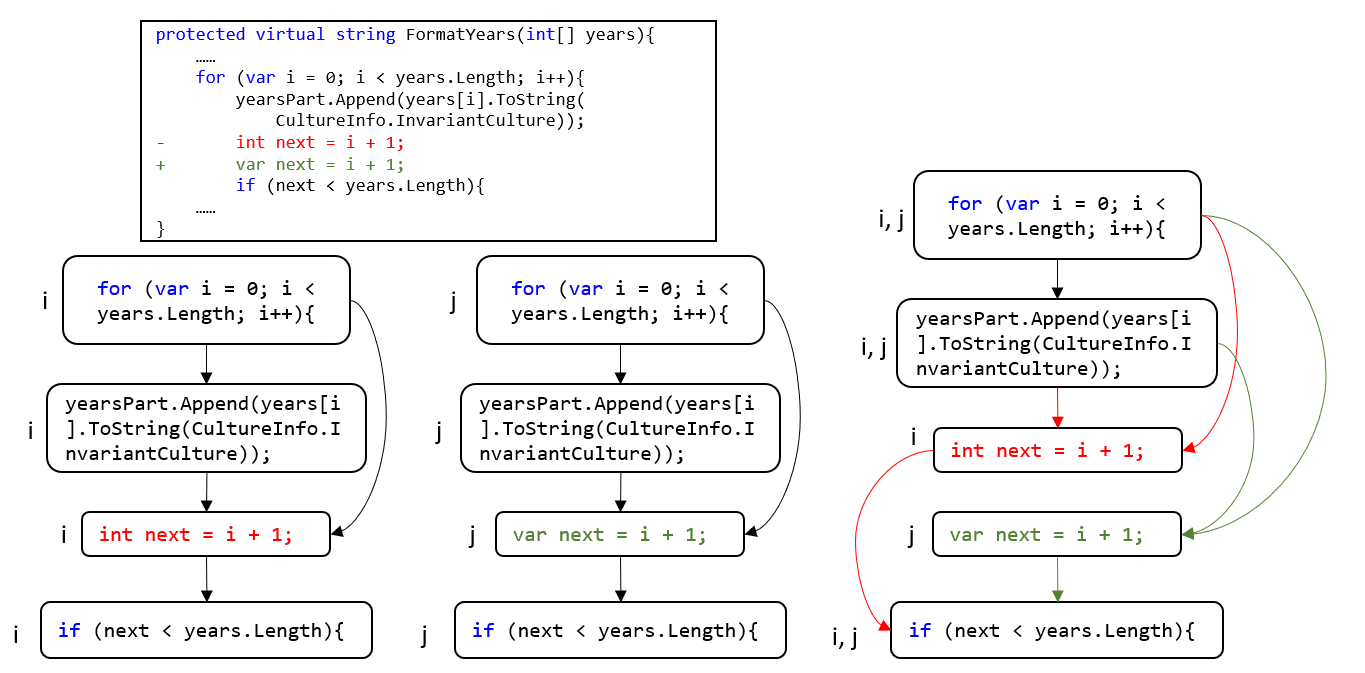 protected virtual string FormatYears(int[] years){
……
for (var i = 0; i < years.Length; i++){
yearsPart.Append(years[i].ToString(
CultureInfo.InvariantCulture));
- int next = i + 1;
+ var next = i + 1;
if (next < years.Length){
……
}
i
for (var i = 0; i <
years.Length; i++){
i
yearsPart.Append(years[i
].ToString(CultureInfo.I
nvariantCulture));
i
int next = i + 1;
i
if (next < years.Length){
j
for (var i = 0; i <
years.Length; i++){
j
yearsPart.Append(years[i
].ToString(CultureInfo.I
nvariantCulture));
j
var next = i + 1;
j
if (next < years.Length){
i, j
for (var i = 0; i <
years.Length; i++){
i, j
yearsPart.Append(years[i
].ToString(CultureInfo.I
nvariantCulture));
i
int next = i + 1;
j
var next = i + 1;
i, j
if (next < years.Length){